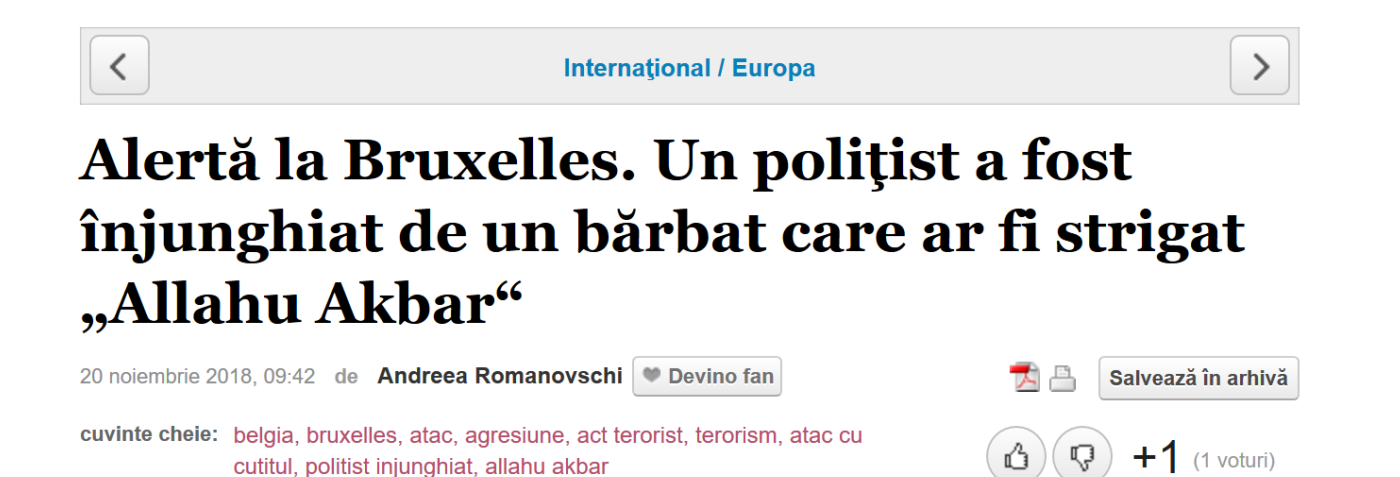 Internaţional / Europa
Alertă la Bruxelles. Un poliţist a fost
înjunghiat de un bărbat care ar fi strigat
„Allahu Akbar“
20 noiembrie 2018, 09:42 de Andreea Romanovschi Devino fan Salvează în arhivă
cuvinte cheie: belgia, bruxelles, atac, agresiune, act terorist, terorism, atac cu
cutitul, politist injunghiat, allahu akbar
+1 (1 voturi)